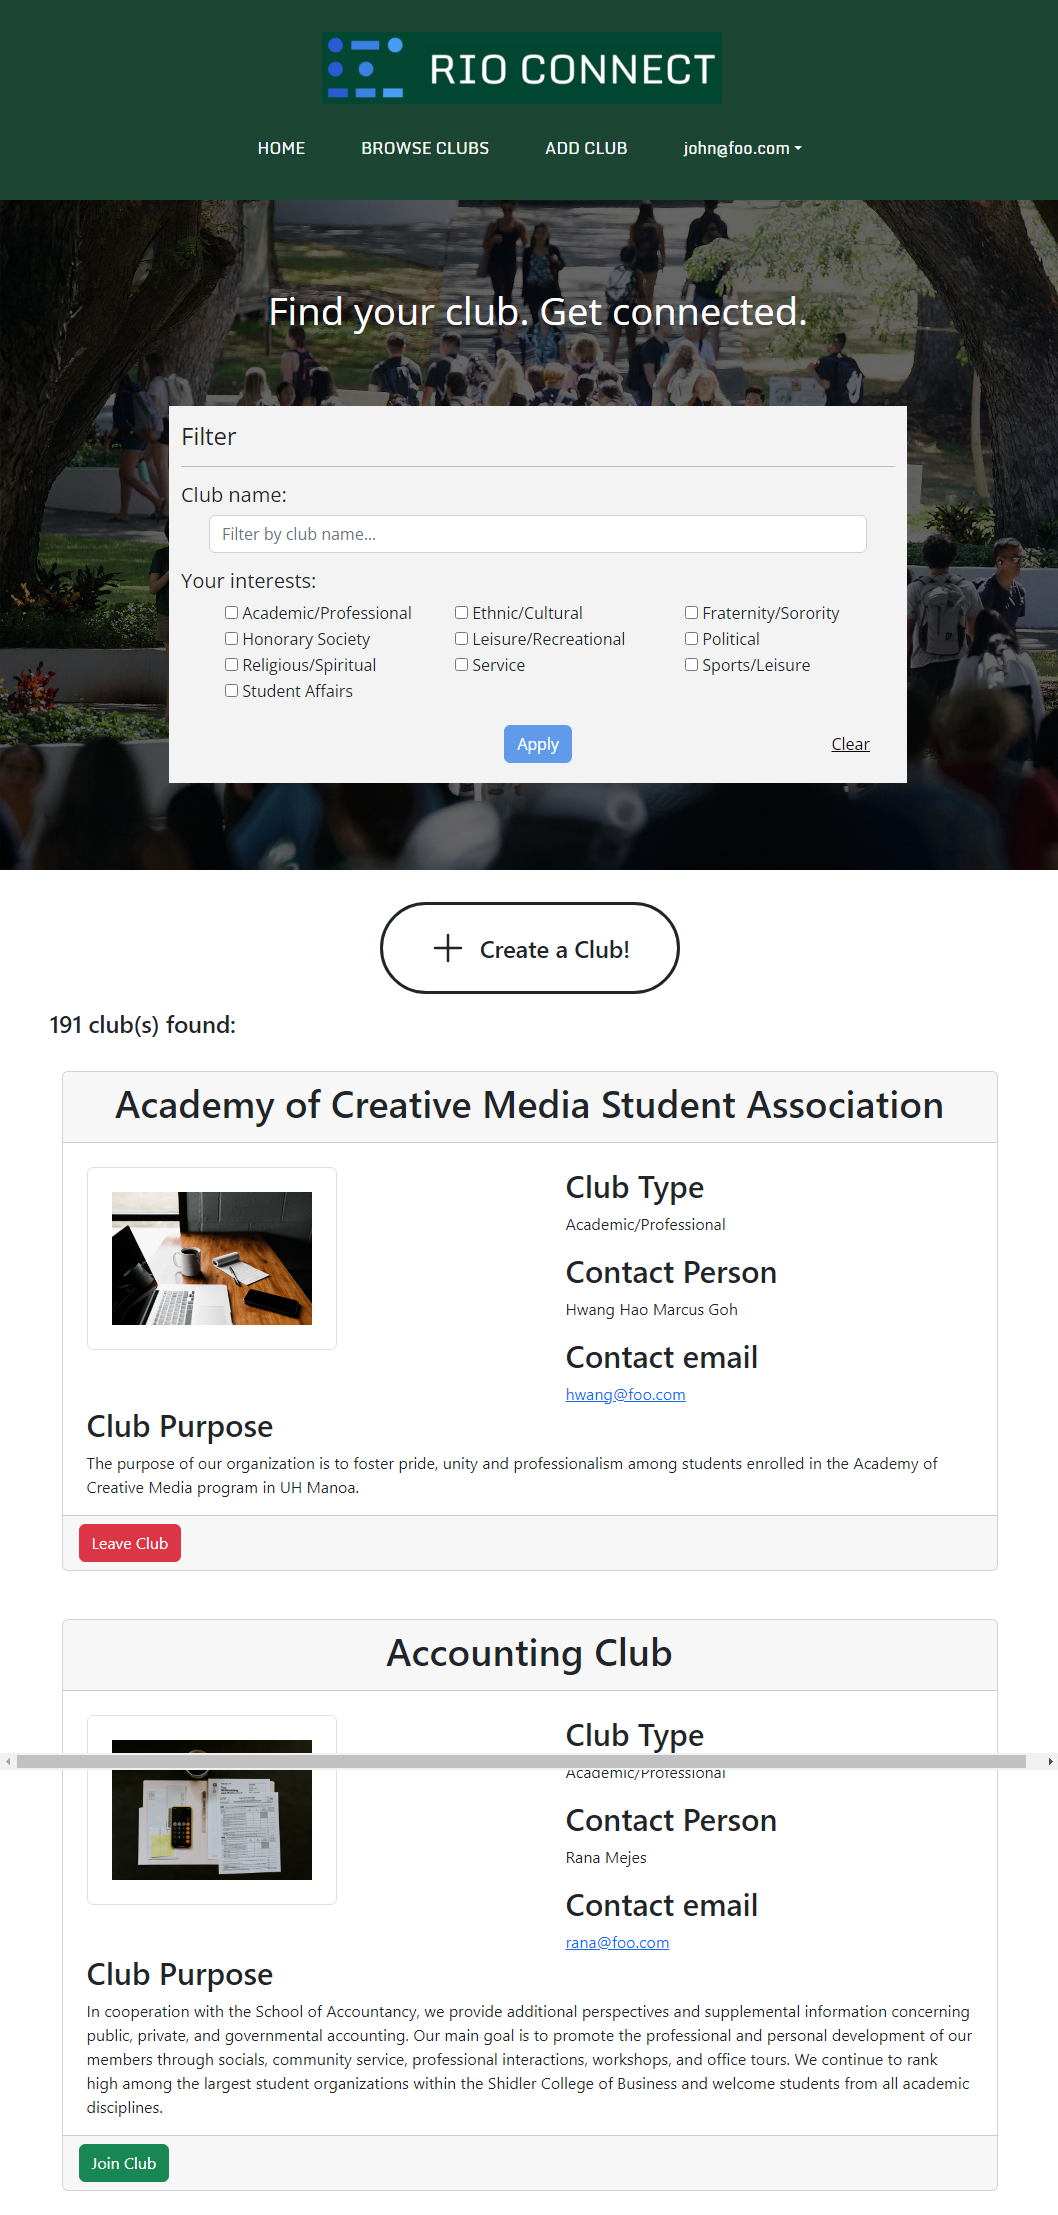 RIO CONNECT
HOME BROWSE CLUBS ADD CLUB john@foo.com
Find your club. Get connected.
Filter
Club name:
Filter by club name...
Your interests:
Academic/Professional Ethnic/Cultural Fraternity/Sorority
Honorary Society Leisure/Recreational Political
Religious/Spiritual Service Sports/Leisure
Student Affairs
Apply Clear
Create a Club!
191 club(s) found:
Academy of Creative Media Student Association
Club Type
Academic/Professional
Contact Person
Hwang Hao Marcus Goh
Contact email
hwang@foo.com
Club Purpose
The purpose of our organization is to foster pride, unity and professionalism among students enrolled in the Academy of
Creative Media program in UH Manoa.
Leave Club
Accounting Club
Club Type
Academic/Professional
Contact Person
Rana Mejes
Contact email
rana@foo.com
Club Purpose
In cooperation with the School of Accountancy, we provide additional perspectives and supplemental information concerning
public, private, and governmental accounting. Our main goal is to promote the professional and personal development of our
members through socials, community service, professional interactions, workshops, and office tours. We continue to rank
high among the largest student organizations within the Shidler College of Business and welcome students from all academic
disciplines.
Join Club